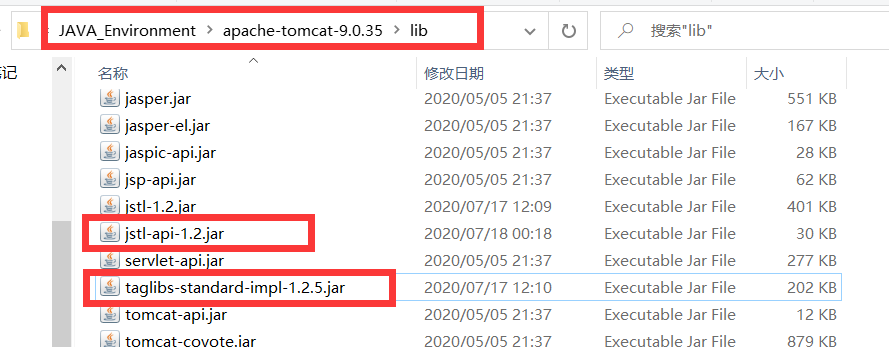 JAVA_Environment > apache-tomcat-9.0.35 > lib
搜索"lib"
记
名称 修改日期 类型 大小
jasper.jar 2020/05/05 21:37 Executable Jar File 551 KB
jasper-el.jar 2020/05/05 21:37 Executable Jar File 167 KB
jaspic-api.jar 2020/05/05 21:37 Executable Jar File 28 KB
jsp-api.jar 2020/05/05 21:37 Executable Jar File 62 KB
jstl-1.2.jar 2020/07/17 12:09 Executable Jar File 401 KB
jstl-api-1.2.jar 2020/07/18 00:18 Executable Jar File 30 KB
servlet-api.jar 2020/05/05 21:37 Executable Jar File 277 KB
taglibs-standard-impl-1.2.5.jar 2020/07/17 12:10 Executable Jar File 202 KB
tomcat-api.jar 2020/05/05 21:37 Executable Jar File 12 KB
tomcat-coyote.jar 2020/05/05 21:37 Executable Jar File 879 KB